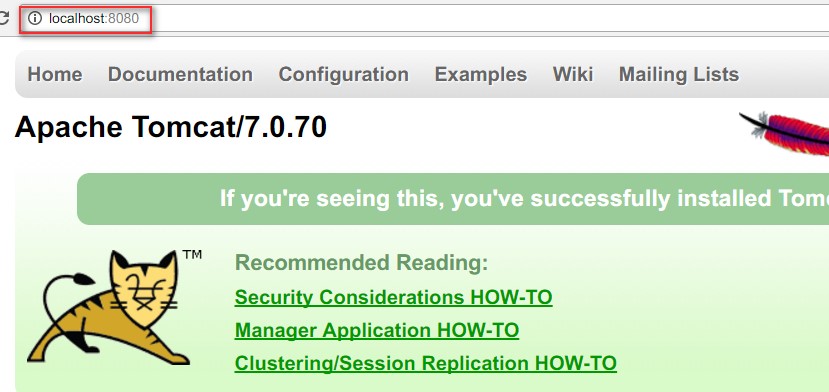 localhost:8080
Home Documentation Configuration Examples Wiki Mailing Lists
Apache Tomcat/7.0.70
If you're seeing this, you've successfully installed
TM
Recommended Reading:
Security Considerations HOW-TO
Manager Application HOW-TO
Clustering/Session Replication HOW-TO